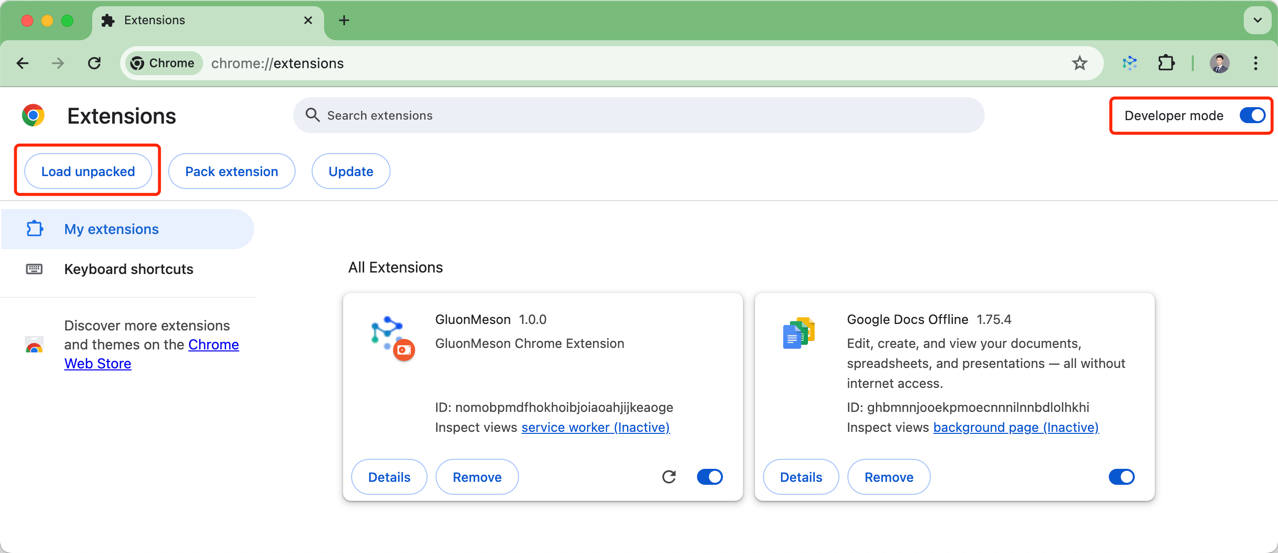 Extensions
Chrome
chrome://extensions
Extensions
Search extensions
Developer mode
Load unpacked
Pack extension
Update
My extensions
Keyboard shortcuts
Discover more extensions
and themes on the Chrome
Web Store
All Extensions
GluonMeson 1.0.0
GluonMeson Chrome Extension
ID: nomobpmdfhokhoibjoiaoahjijkeaoge
Inspect views service worker (Inactive)
Details
Remove
Google Docs Offline 1.75.4
Edit, create, and view your documents,
spreadsheets, and presentations — all without
internet access.
ID: ghbmnnjooekpmoecnnnilnnbdlolhkhi
Inspect views background page (Inactive)
Details
Remove